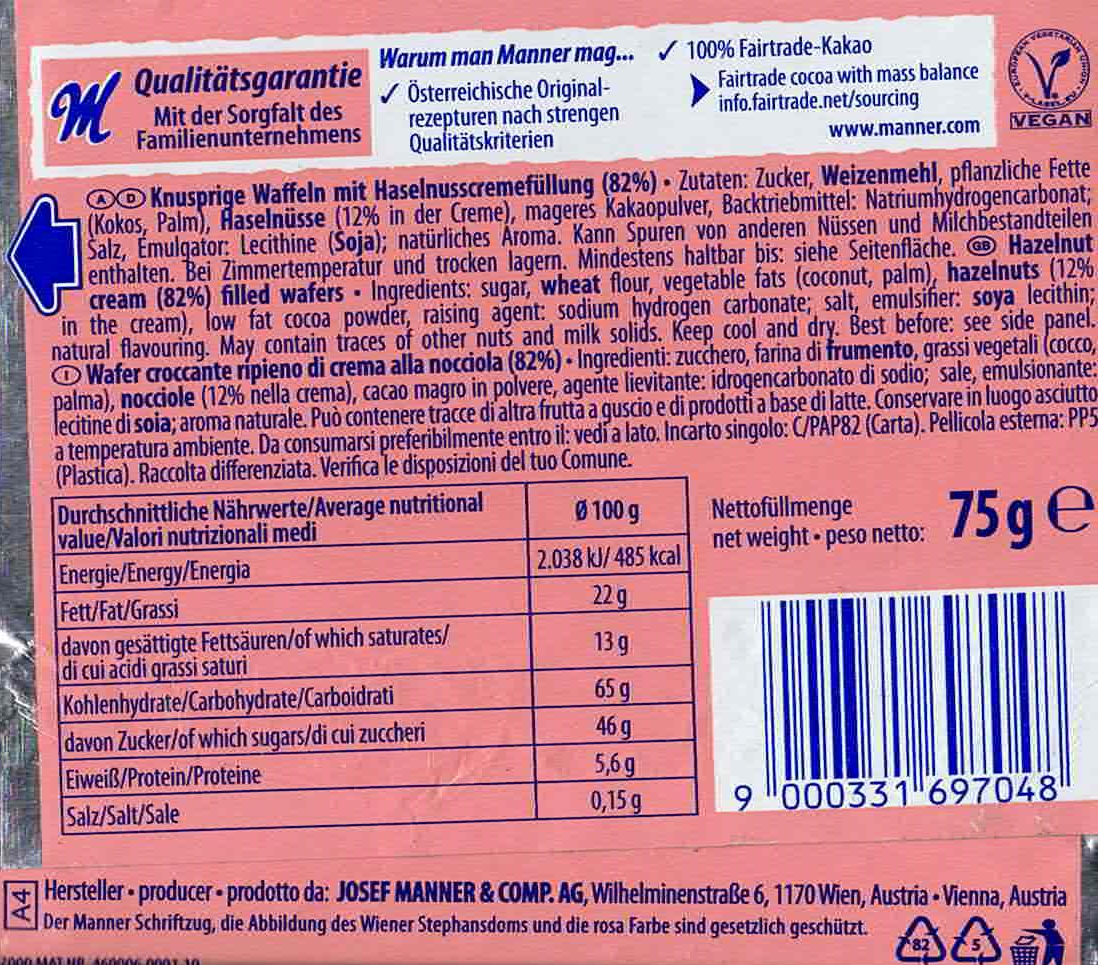 M Qualitätsgarantie
Mit der Sorgfalt des
Familienunternehmens
Warum man Manner mag...
✓ Österreichische Original-
rezepturen nach strengen
Qualitätskriterien
✓ 100% Fairtrade-Kakao
Fairtrade cocoa with mass balance
info.fairtrade.net/sourcing
www.manner.com
EUROPEAN VEGETARIAN UNION
V-LABEL.EU
VEGAN
Ⓐ Ⓓ Knusprige Waffeln mit Haselnusscremefüllung (82%) • Zutaten: Zucker, Weizenmehl, pflanzliche Fette
(Kokos, Palm), Haselnüsse (12% in der Creme), mageres Kakaopulver, Backtriebmittel: Natriumhydrogencarbonat;
Salz, Emulgator: Lecithine (Soja); natürliches Aroma. Kann Spuren von anderen Nüssen und Milchbestandteilen
enthalten. Bei Zimmertemperatur und trocken lagern. Mindestens haltbar bis: siehe Seitenfläche. GB Hazelnut
cream (82%) filled wafers • Ingredients: sugar, wheat flour, vegetable fats (coconut, palm), hazelnuts (12%
in the cream), low fat cocoa powder, raising agent: sodium hydrogen carbonate; salt, emulsifier: soya lecithin;
natural flavouring. May contain traces of other nuts and milk solids. Keep cool and dry. Best before: see side panel.
Ⓘ Wafer croccante ripieno di crema alla nocciola (82%) • Ingredienti: zucchero, farina di frumento, grassi vegetali (cocco,
palma), nocciole (12% nella crema), cacao magro in polvere, agente lievitante: idrogencarbonato di sodio; sale, emulsionante:
lecitine di soia; aroma naturale. Può contenere tracce di altra frutta a guscio e di prodotti a base di latte. Conservare in luogo asciutto
a temperatura ambiente. Da consumarsi preferibilmente entro il: vedi a lato. Incarto singolo: C/PAP82 (Carta). Pellicola esterna: PP5
(Plastica). Raccolta differenziata. Verifica le disposizioni del tuo Comune.
Durchschnittliche Nährwerte/Average nutritional
value/Valori nutrizionali medi
Ø 100 g
Energie/Energy/Energia 2.038 kJ/ 485 kcal
Fett/Fat/Grassi 22 g
davon gesättigte Fettsäuren/of which saturates/
di cui acidi grassi saturi 13 g
Kohlenhydrate/Carbohydrate/Carboidrati 65 g
davon Zucker/of which sugars/di cui zuccheri 46 g
Eiweiß/Protein/Proteine 5,6 g
Salz/Salt/Sale 0,15 g
Nettofüllmenge
net weight • peso netto: 75 g ℮
9 000331 697048
A4
Hersteller • producer • prodotto da: JOSEF MANNER & COMP. AG, Wilhelminenstraße 6, 1170 Wien, Austria • Vienna, Austria
Der Manner Schriftzug, die Abbildung des Wiener Stephansdoms und die rosa Farbe sind gesetzlich geschützt.
82 5